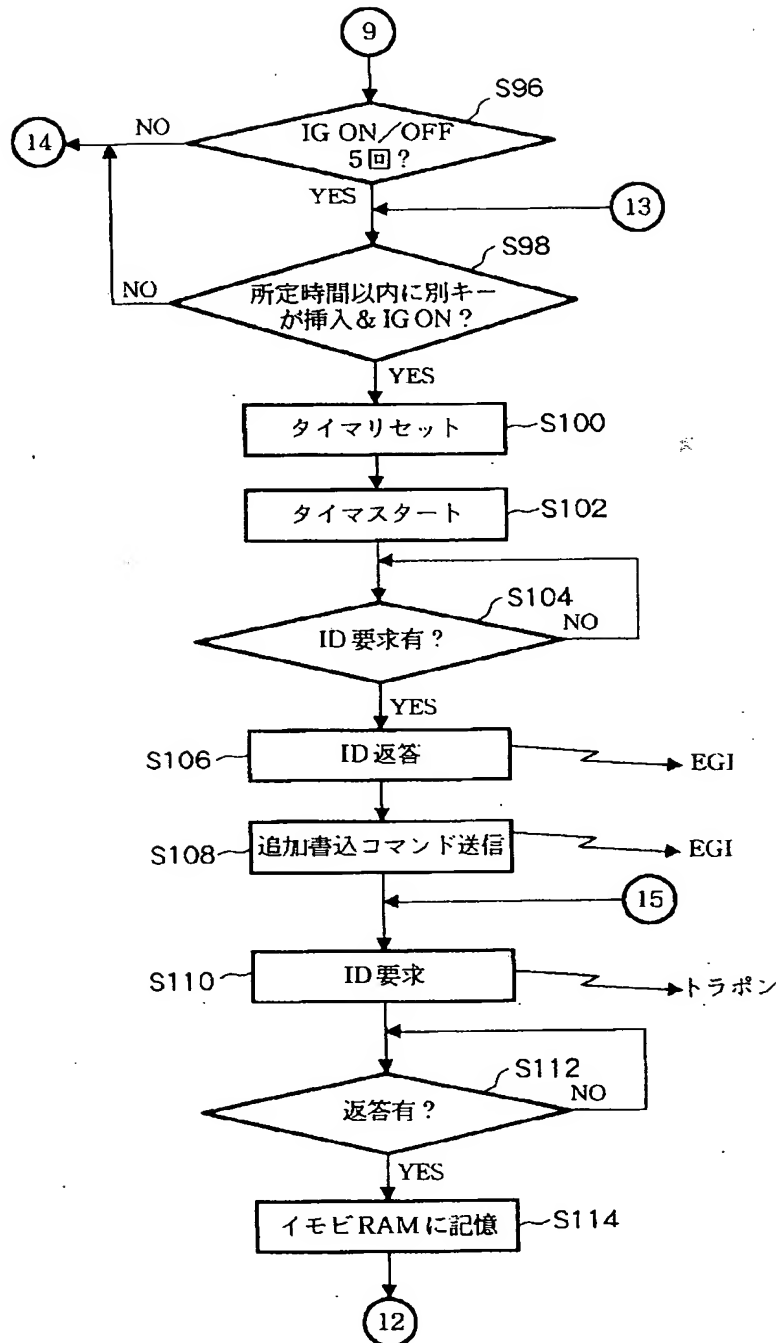 9
S96
IG ON/OFF
5回?
NO
14
YES
13
S98
所定時間以内に別キー
が挿入&IG ON?
NO
YES
タイマリセット
S100
タイマスタート
S102
S104
ID要求有?
NO
YES
S106
ID返答
EGI
S108
追加書込コマンド送信
EGI
15
S110
ID要求
トラポン
S112
返答有?
NO
YES
イモビRAMに記憶
S114
12